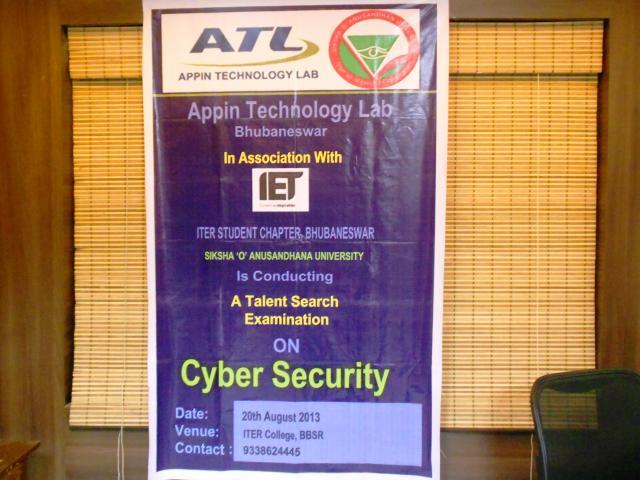 ATL
APPIN TECHNOLOGY LAB
Appin Technology Lab
Bhubaneswar
In Association With
IET
ITER STUDENT CHAPTER, BHUBANESWAR
SIKSHA 'O' ANUSANDHANA UNIVERSITY
Is Conducting
A Talent Search
Examination
ON
Cyber Security
Date: 20th August 2013
Venue: ITER College, BBSR
Contact : 9338624445